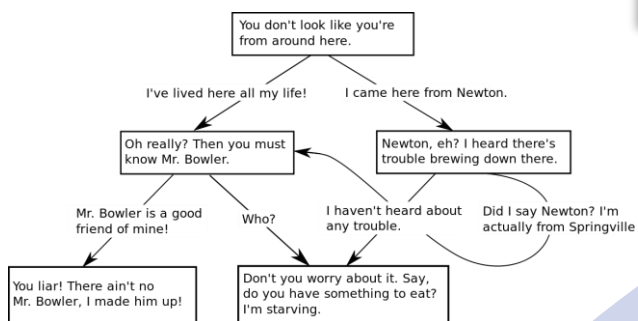 You don't look like you're
from around here.
I've lived here all my life!
I came here from Newton.
Oh really? Then you must
know Mr. Bowler.
Newton, eh? I heard there's
trouble brewing down there.
Mr. Bowler is a good
friend of mine!
Who?
I haven't heard about
any trouble.
Did I say Newton? I'm
actually from Springville
You liar! There ain't no
Mr. Bowler, I made him up!
Don't you worry about it. Say,
do you have something to eat?
I'm starving.